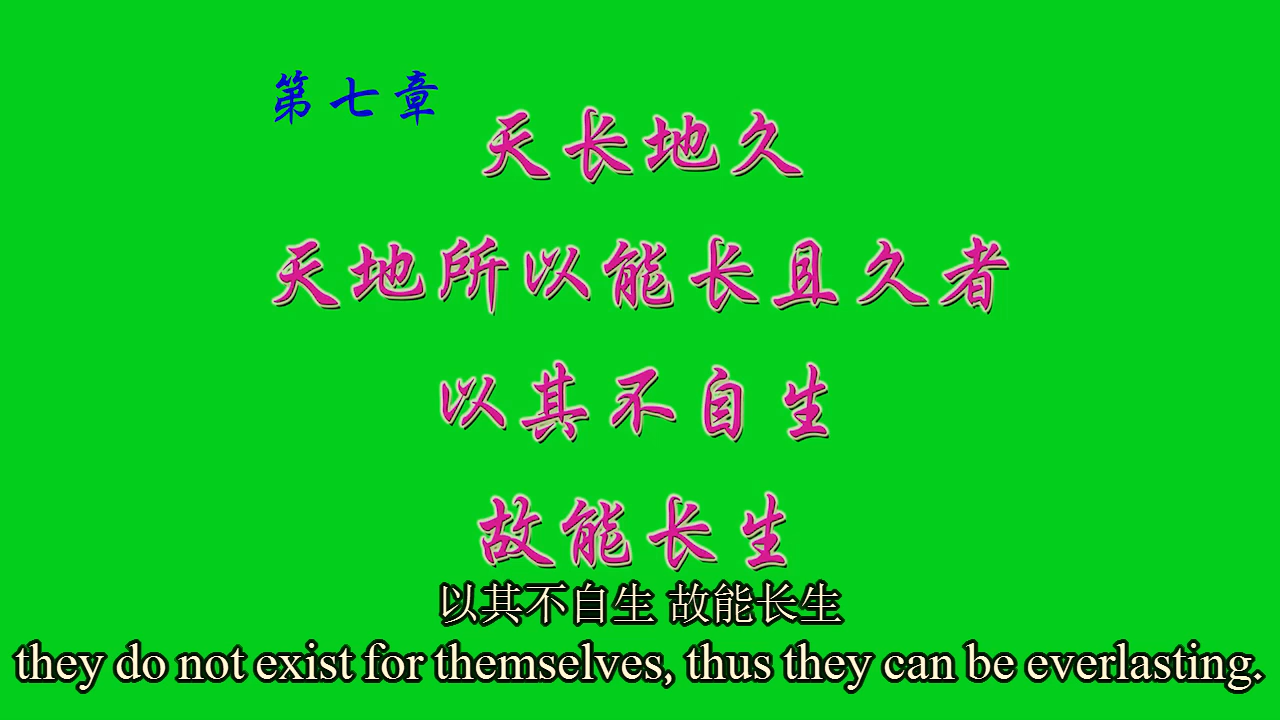 第七章
天长地久
天地所以能长且久者
以其不自生
故能长生
以其不自生 故能长生
they do not exist for themselves, thus they can be everlasting.